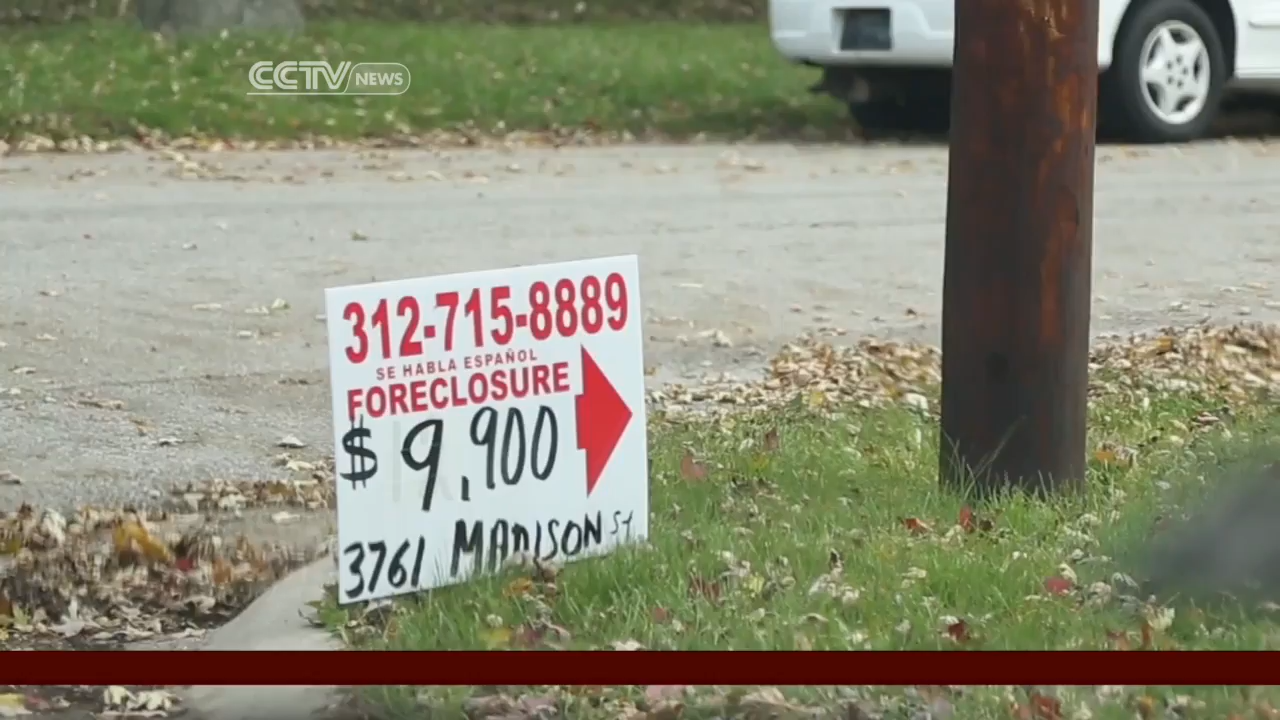 CCTV NEWS
312-715-8889
SE HABLA ESPAÑOL
FORECLOSURE
$9,900
3761 MADISON St